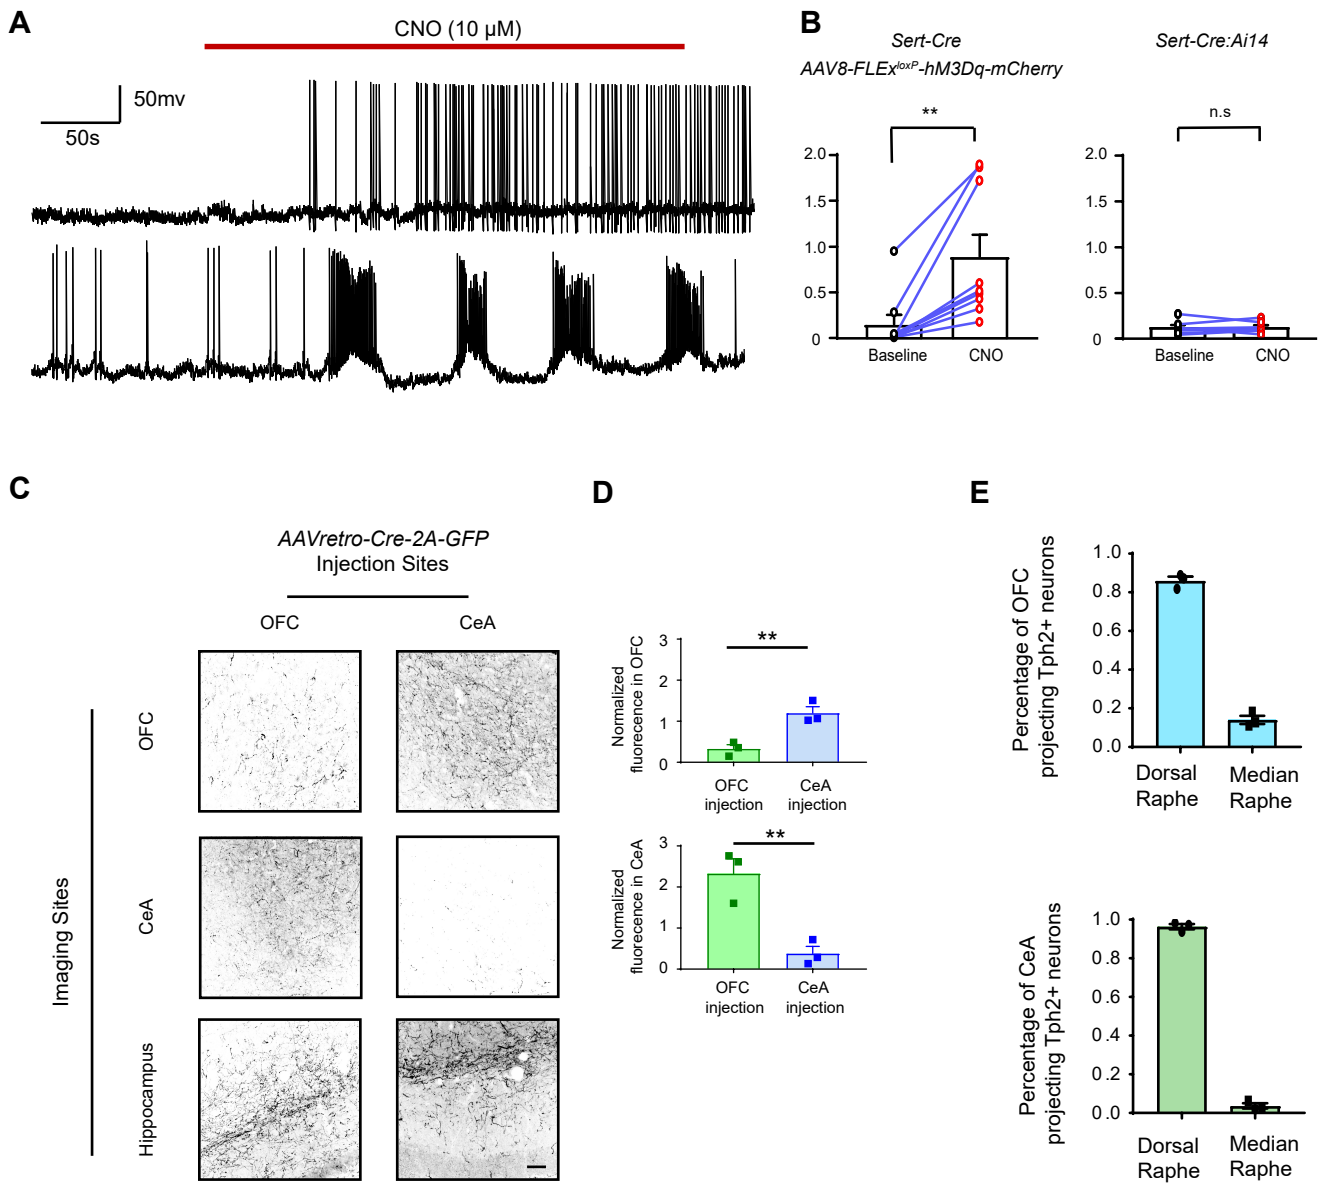 A
CNO (10 µM)
50mv
50s
B
Sert-Cre
AAV8-FLEx^loxP-hM3Dq-mCherry
**
2.0
1.5
1.0
0.5
0
Baseline
CNO
Sert-Cre:Ai14
n.s
2.0
1.5
1.0
0.5
0
Baseline
CNO
C
AAVretro-Cre-2A-GFP
Injection Sites
OFC
CeA
Imaging Sites
OFC
CeA
Hippocampus
D
Normalized
fluorecence in OFC
**
3
2
1
0
OFC
injection
CeA
injection
Normalized
fluorecence in CeA
**
3
2
1
0
OFC
injection
CeA
injection
E
Percentage of OFC
projecting Tph2+ neurons
1.0
0.8
0.6
0.4
0.2
0.0
Dorsal
Raphe
Median
Raphe
Percentage of CeA
projecting Tph2+ neurons
1.0
0.8
0.6
0.4
0.2
0.0
Dorsal
Raphe
Median
Raphe